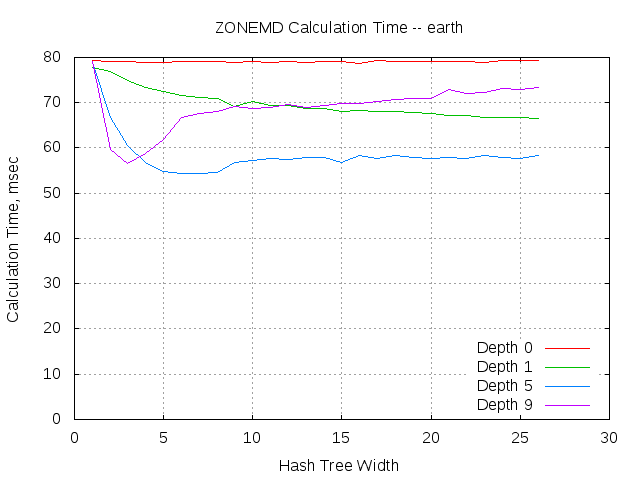 ZONEMD Calculation Time -- earth
80
70
60
50
40
30
20
10
0
Calculation Time, msec
Depth 0
Depth 1
Depth 5
Depth 9
0 5 10 15 20 25 30
Hash Tree Width